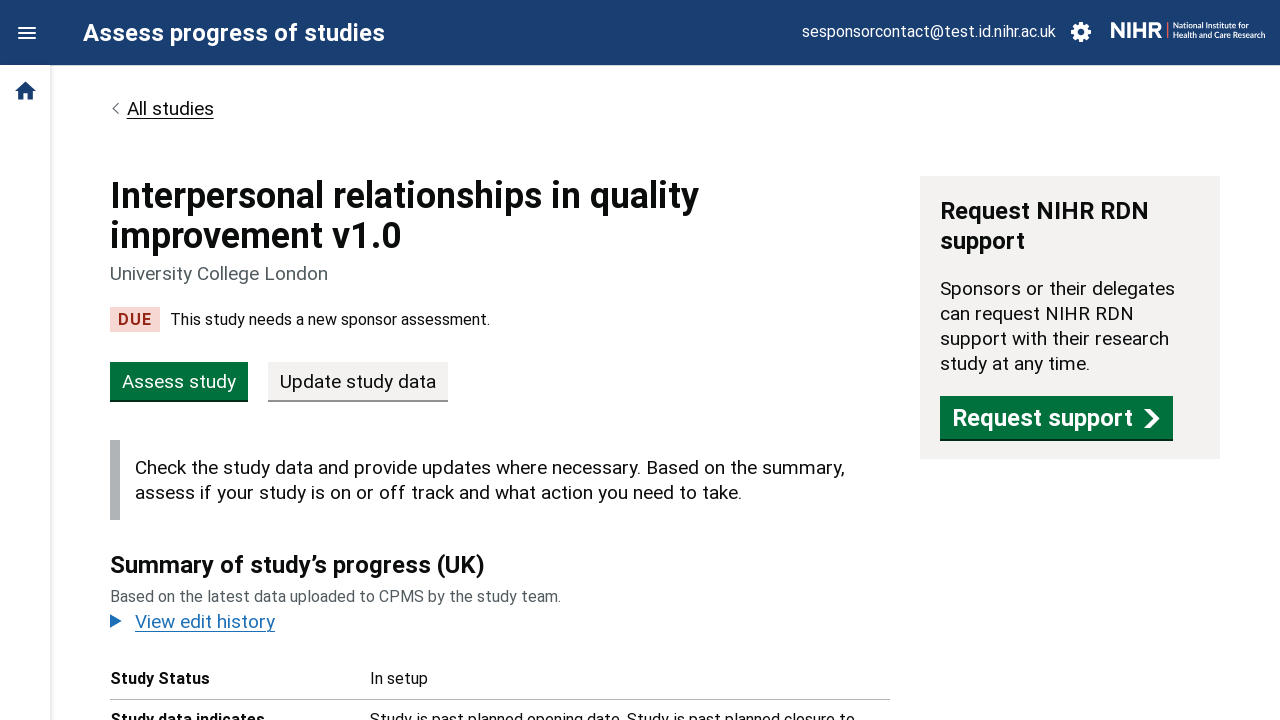 Assess progress of studies
sesponsorcontact@test.id.nihr.ac.uk
NIHR | National Institute for
Health and Care Research
All studies
Interpersonal relationships in quality
improvement v1.0
University College London
DUE This study needs a new sponsor assessment.
Assess study
Update study data
Check the study data and provide updates where necessary. Based on the summary,
assess if your study is on or off track and what action you need to take.
Summary of study’s progress (UK)
Based on the latest data uploaded to CPMS by the study team.
View edit history
Study Status In setup
Study data indicates Study is past planned opening date, Study is past planned closure to
Request NIHR RDN
support
Sponsors or their delegates
can request NIHR RDN
support with their research
study at any time.
Request support